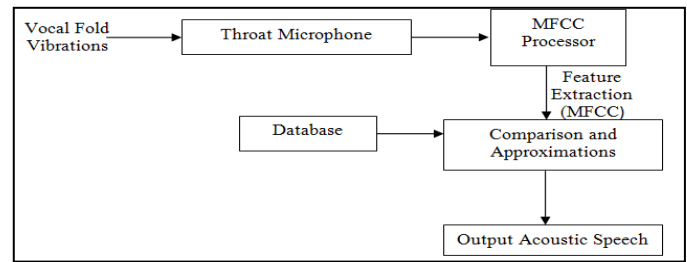 Vocal Fold
Vibrations
Throat Microphone
MFCC
Processor
Feature
Extraction
(MFCC)
Database
Comparison and
Approximations
Output Acoustic Speech